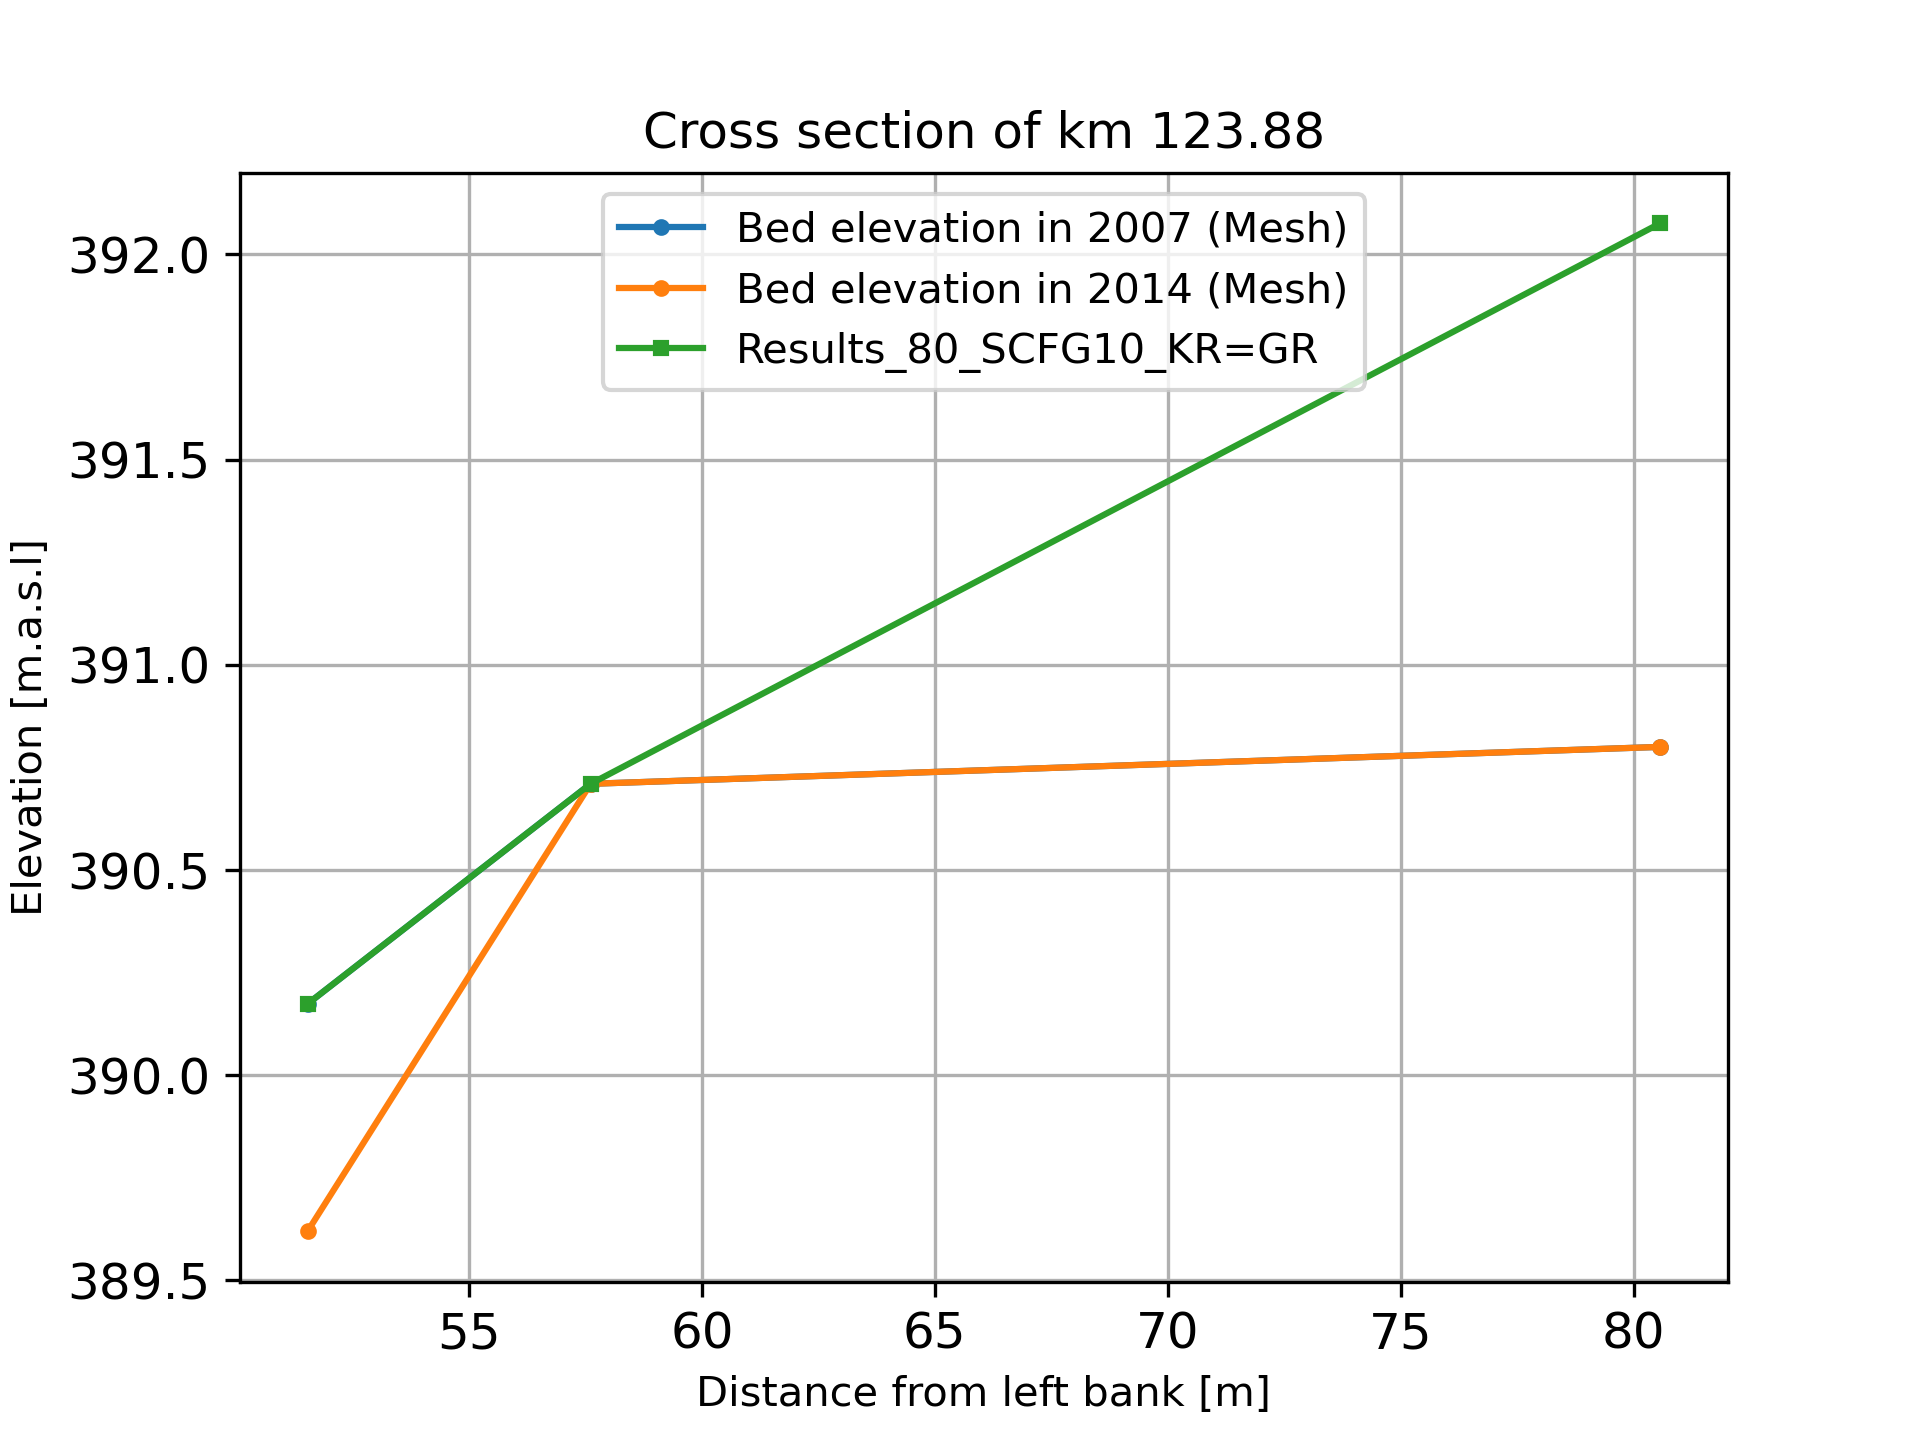 Cross section of km 123.88
Bed elevation in 2007 (Mesh)
Bed elevation in 2014 (Mesh)
Results_80_SCFG10_KR=GR
Elevation [m.a.s.l]
392.0
391.5
391.0
390.5
390.0
389.5
55 60 65 70 75 80
Distance from left bank [m]